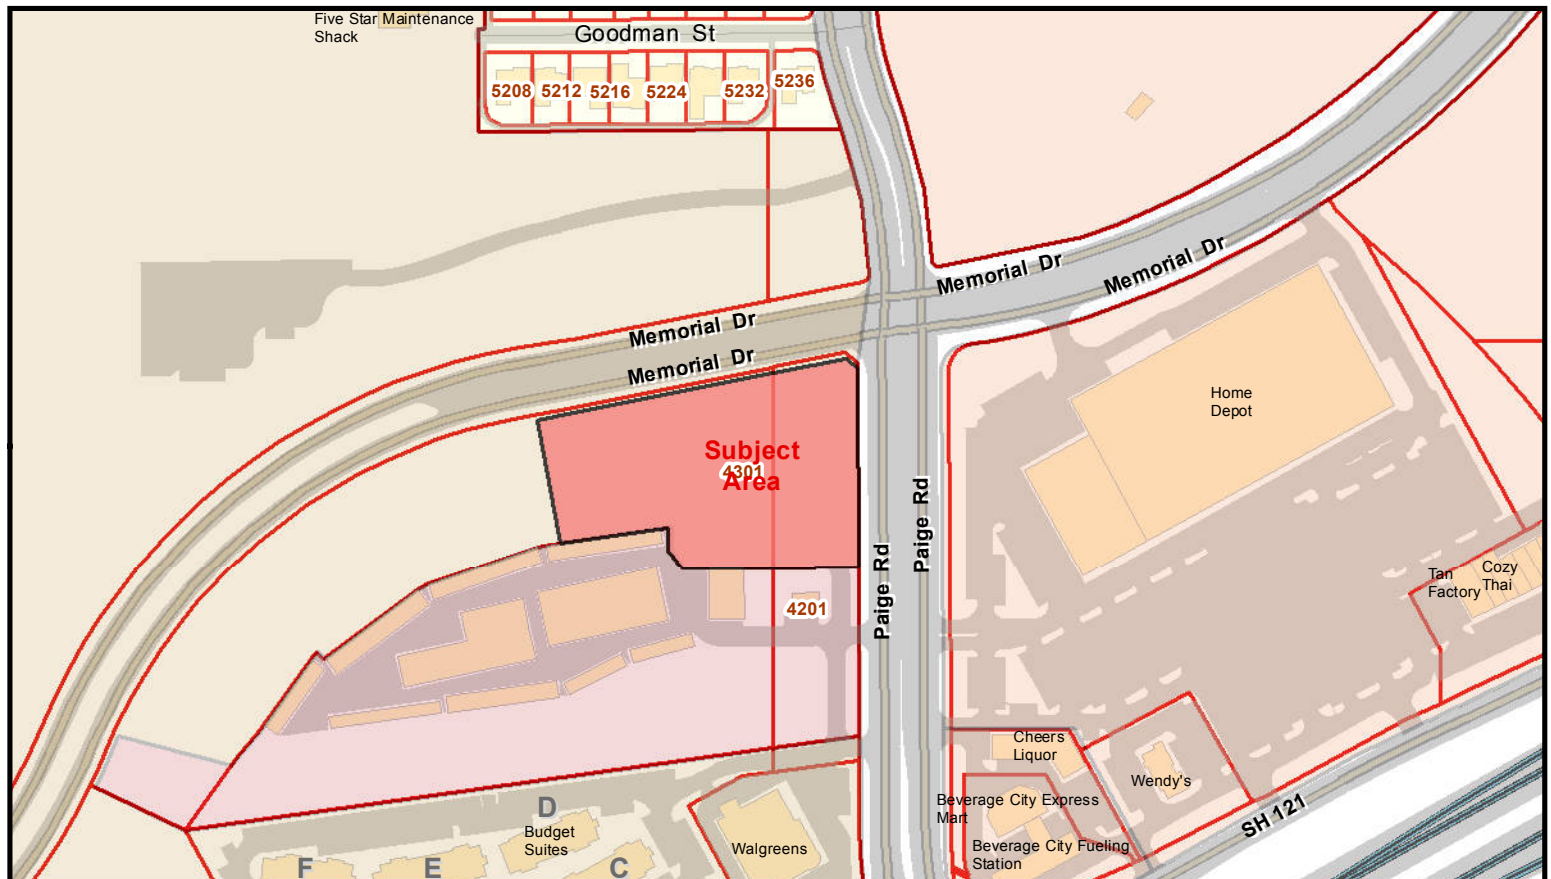 Five Star Maintenance
Shack
Goodman St
5208
5212
5216
5224
5232
5236
Memorial Dr
Memorial Dr
Memorial Dr
Memorial Dr
Home
Depot
Subject
4301
Area
Paige Rd
Paige Rd
Tan
Factory
Cozy
Thai
4201
Cheers
Liquor
Wendy's
Beverage City Express
Mart
SH 121
D
Budget
Suites
Walgreens
Beverage City Fueling
Station
F
E
C